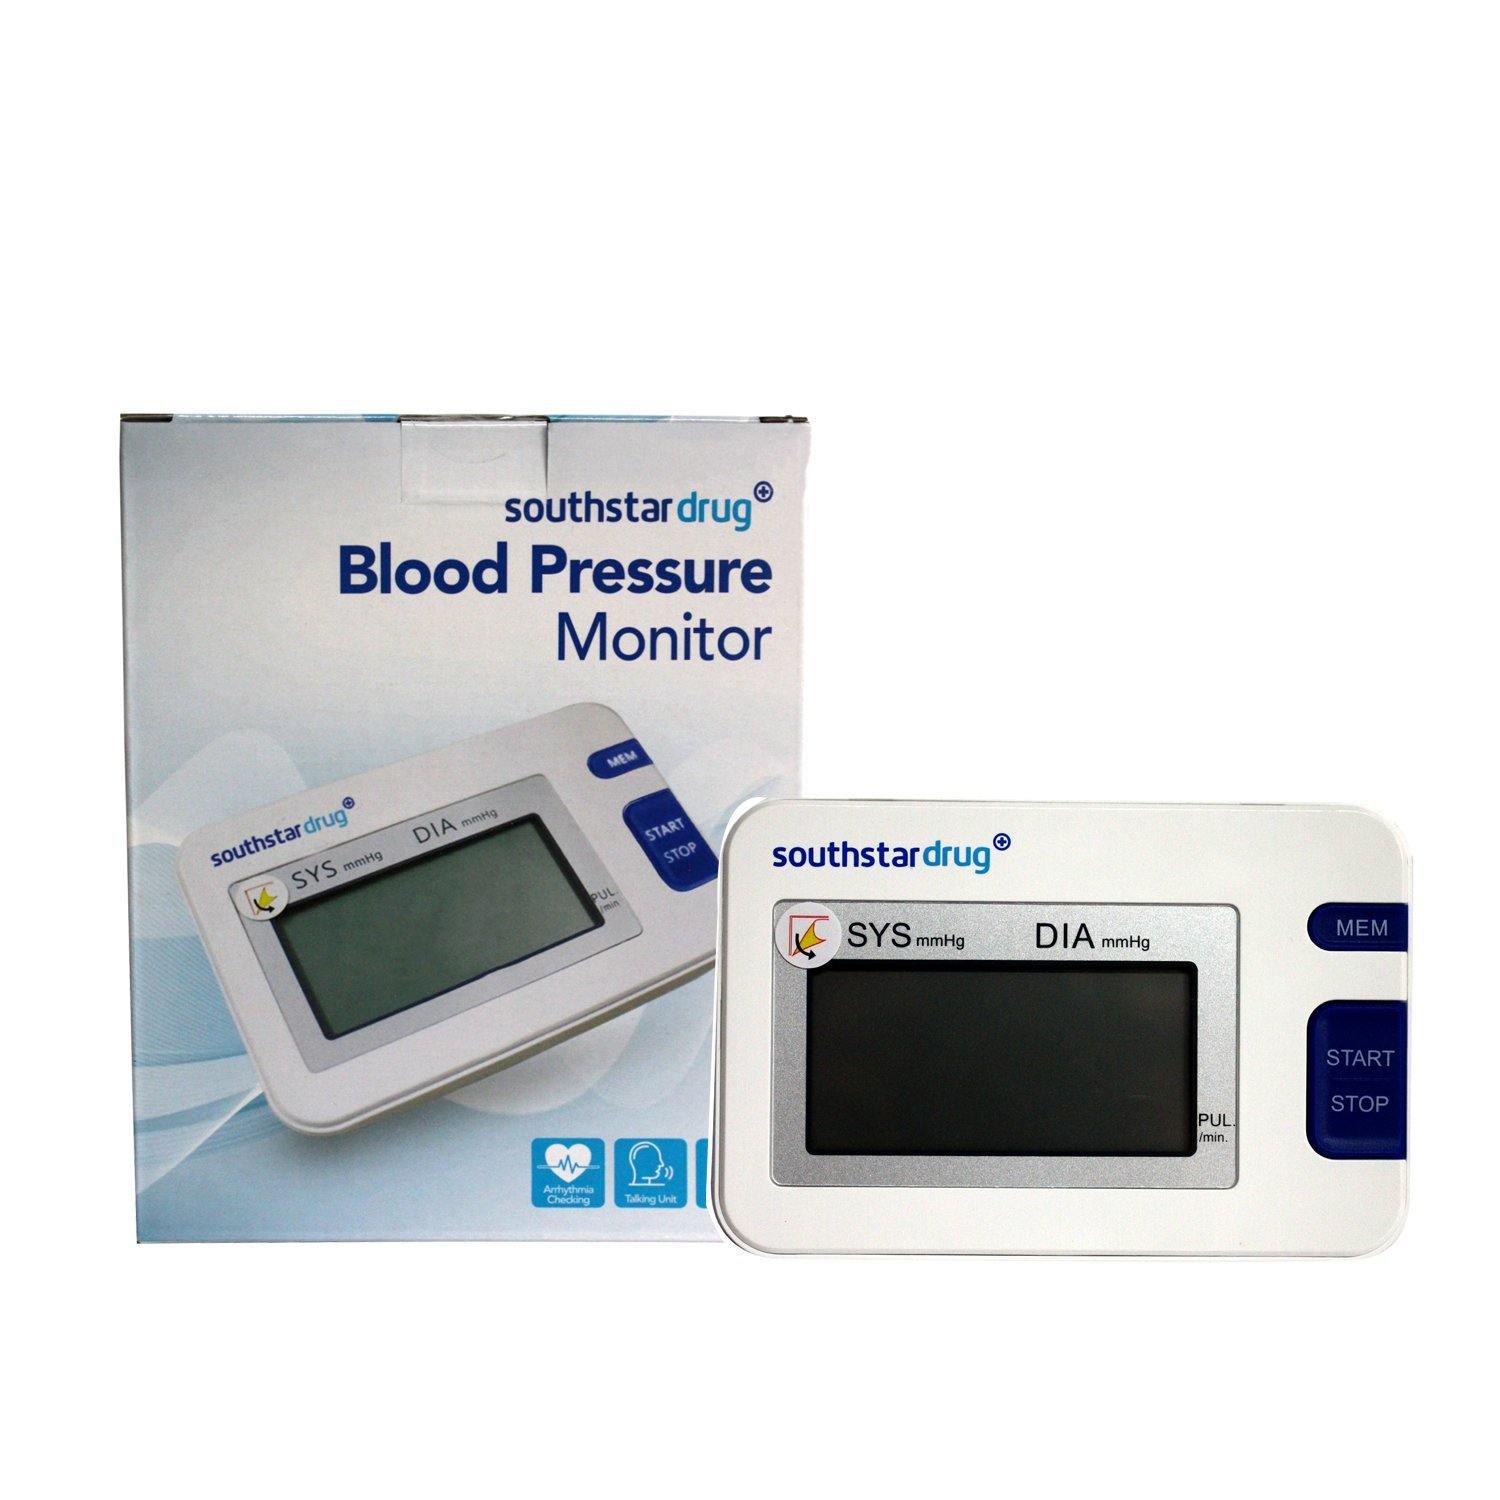 southstardrug
Blood Pressure
Monitor
southstardrug
SYS mmHg
DIA mmHg
PUL.
/min
MEM
START
STOP
Arrhythmia
Checking
Talking Unit
southstardrug
SYS mmHg
DIA mmHg
PUL.
/min.
MEM
START
STOP